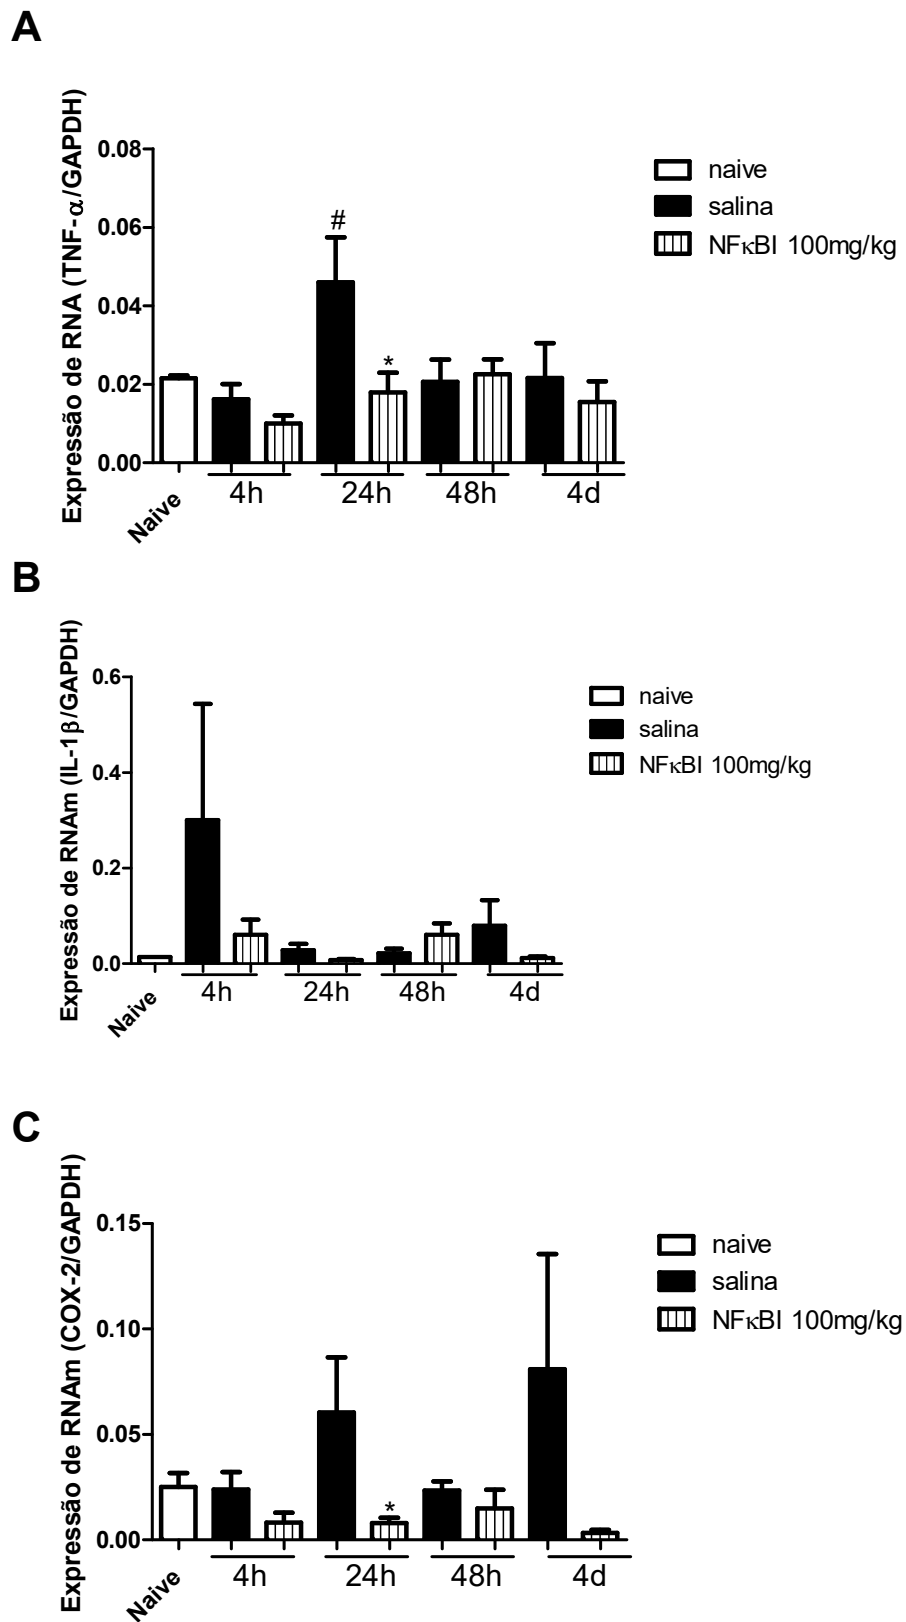 A
Expressão de RNA (TNF-α/GAPDH)
0.08
0.06
0.04
0.02
0.00
#
*
Naive
4h
24h
48h
4d
naive
salina
NFκBI 100mg/kg
B
Expressão de RNAm (IL-1β/GAPDH)
0.6
0.4
0.2
0.0
Naive
4h
24h
48h
4d
naive
salina
NFκBI 100mg/kg
C
Expressão de RNAm (COX-2/GAPDH)
0.15
0.10
0.05
0.00
*
Naive
4h
24h
48h
4d
naive
salina
NFκBI 100mg/kg